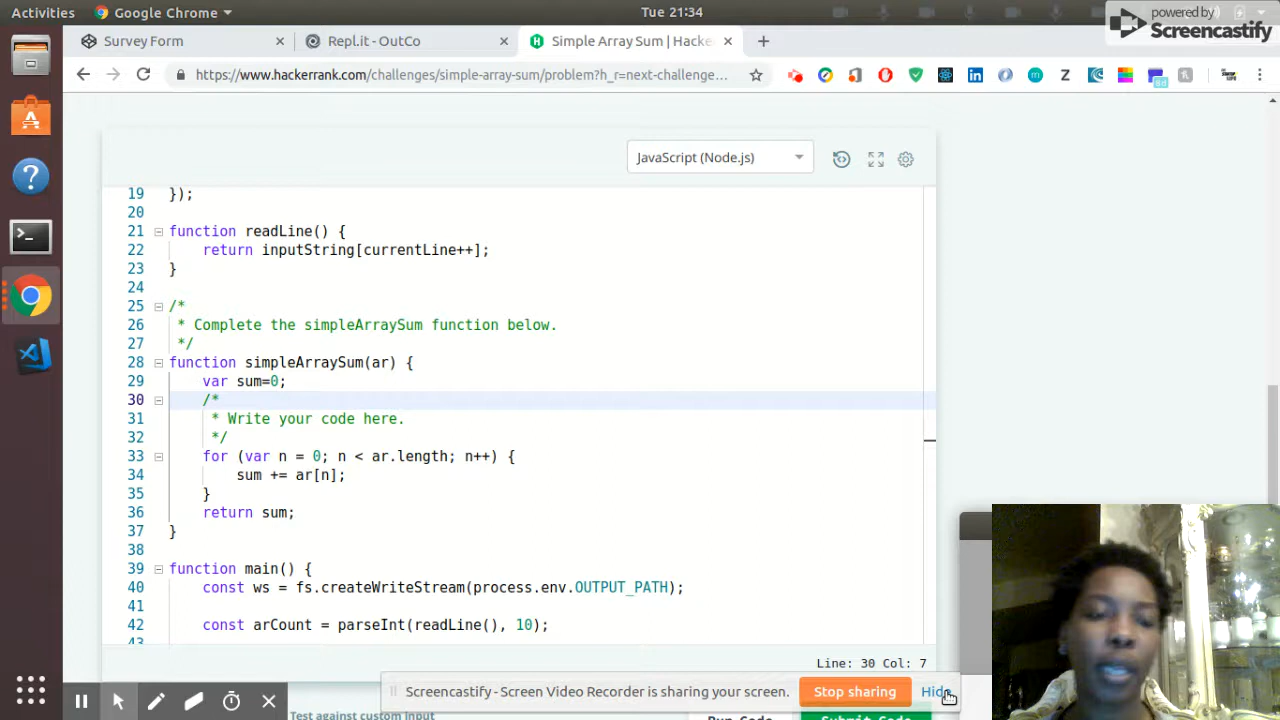 Activities
Google Chrome
Tue 21:34
powered by
Screencastify
Survey Form
Repl.it - OutCo
Simple Array Sum | Hacke
https://www.hackerrank.com/challenges/simple-array-sum/problem?h_r=next-challenge...
JavaScript (Node.js)
19 });
20
21 function readLine() {
22 return inputString[currentLine++];
23 }
24
25 /*
26 * Complete the simpleArraySum function below.
27 */
28 function simpleArraySum(ar) {
29 var sum=0;
30 /*
31 * Write your code here.
32 */
33 for (var n = 0; n < ar.length; n++) {
34 sum += ar[n];
35 }
36 return sum;
37 }
38
39 function main() {
40 const ws = fs.createWriteStream(process.env.OUTPUT_PATH);
41
42 const arCount = parseInt(readLine(), 10);
43
Line: 30 Col: 7
Screencastify - Screen Video Recorder is sharing your screen.
Stop sharing
Hide
Test against custom input
Run Code
Submit Code